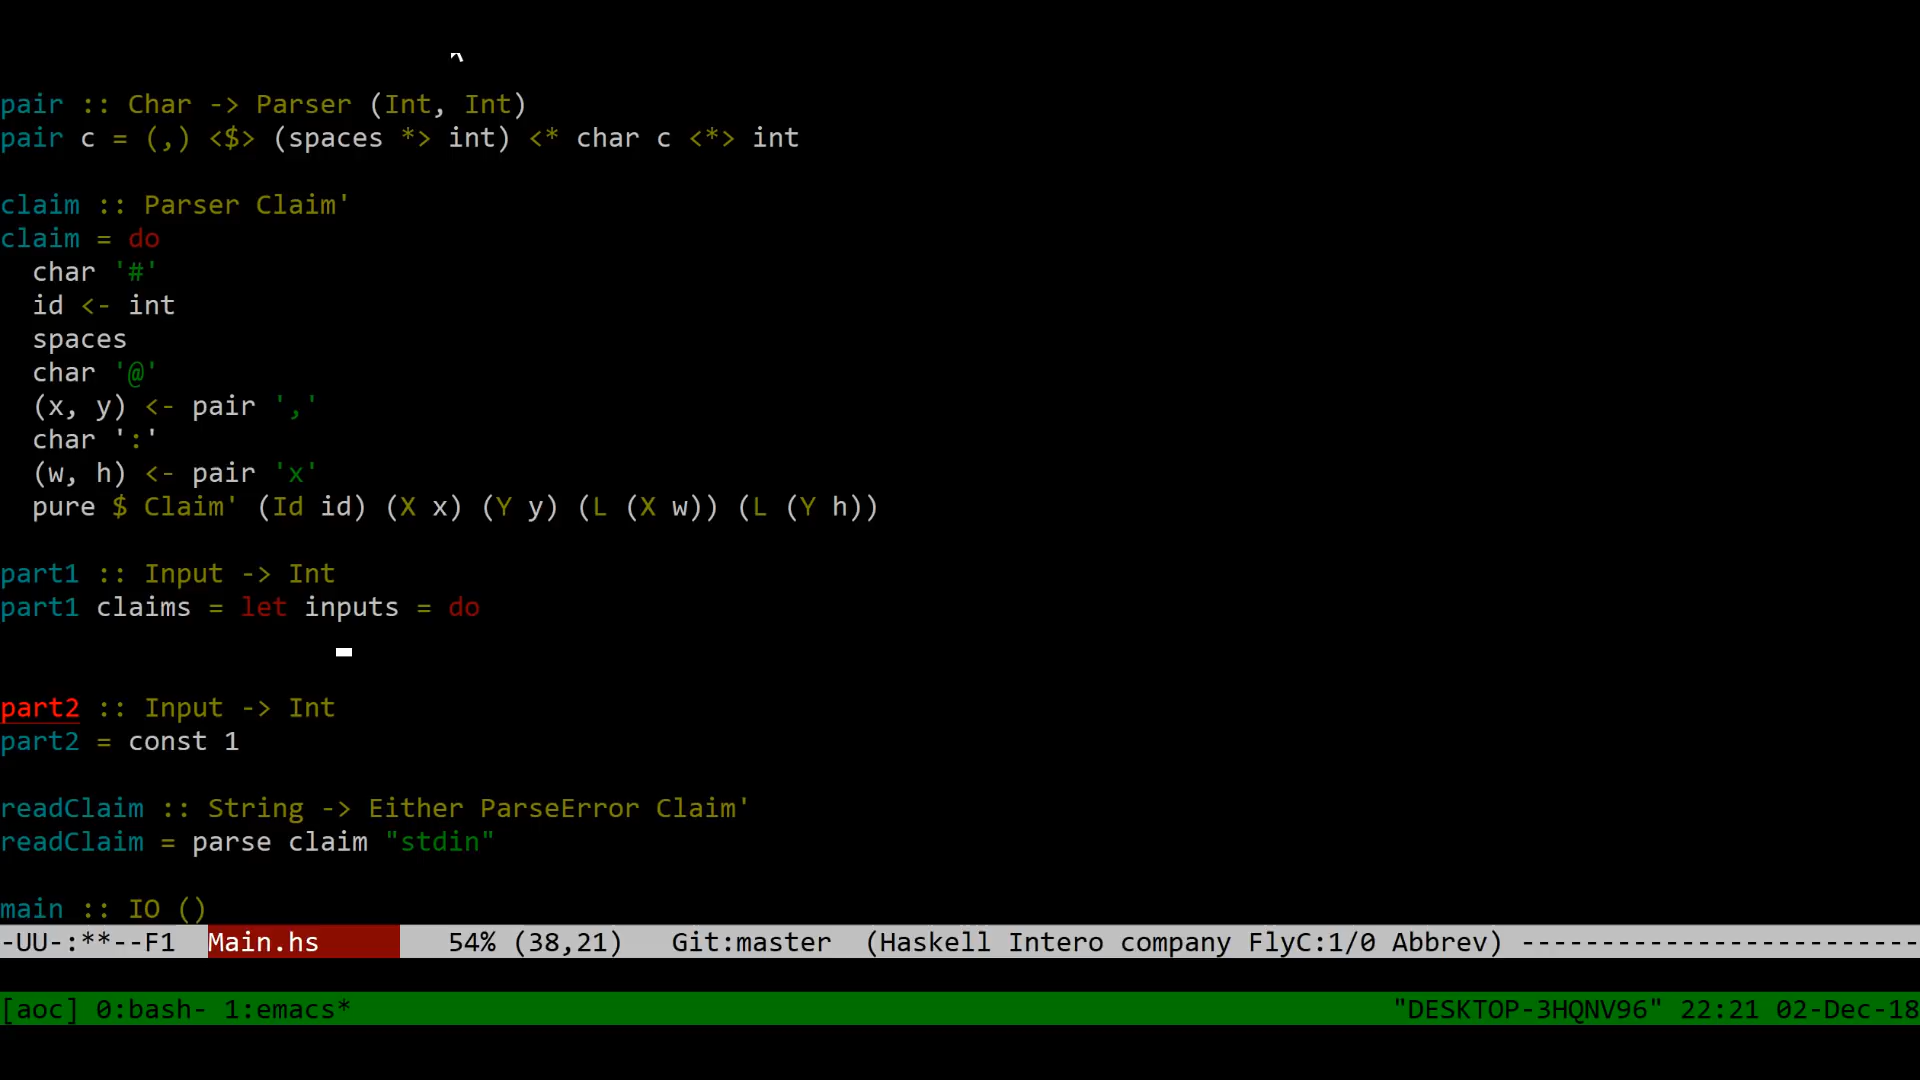 pair :: Char -> Parser (Int, Int)
pair c = (,) <$> (spaces *> int) <* char c <*> int
claim :: Parser Claim'
claim = do
  char '#'
  id <- int
  spaces
  char '@'
  (x, y) <- pair ','
  char ':'
  (w, h) <- pair 'x'
  pure $ Claim' (Id id) (X x) (Y y) (L (X w)) (L (Y h))
part1 :: Input -> Int
part1 claims = let inputs = do
part2 :: Input -> Int
part2 = const 1
readClaim :: String -> Either ParseError Claim'
readClaim = parse claim "stdin"
main :: IO ()
-UU-:**--F1  Main.hs        54% (38,21)   Git:master  (Haskell Intero company FlyC:1/0 Abbrev) -------------------------
[aoc] 0:bash- 1:emacs* "DESKTOP-3HQNV96" 22:21 02-Dec-18